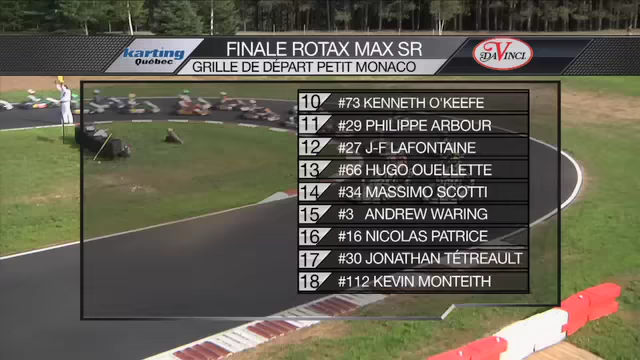 karting
Québec
FINALE ROTAX MAX SR
GRILLE DE DÉPART PETIT MONACO
DAVINCI
10 #73 KENNETH O'KEEFE
11 #29 PHILIPPE ARBOUR
12 #27 J-F LAFONTAINE
13 #66 HUGO OUELLETTE
14 #34 MASSIMO SCOTTI
15 #3 ANDREW WARING
16 #16 NICOLAS PATRICE
17 #30 JONATHAN TÉTREAULT
18 #112 KEVIN MONTEITH